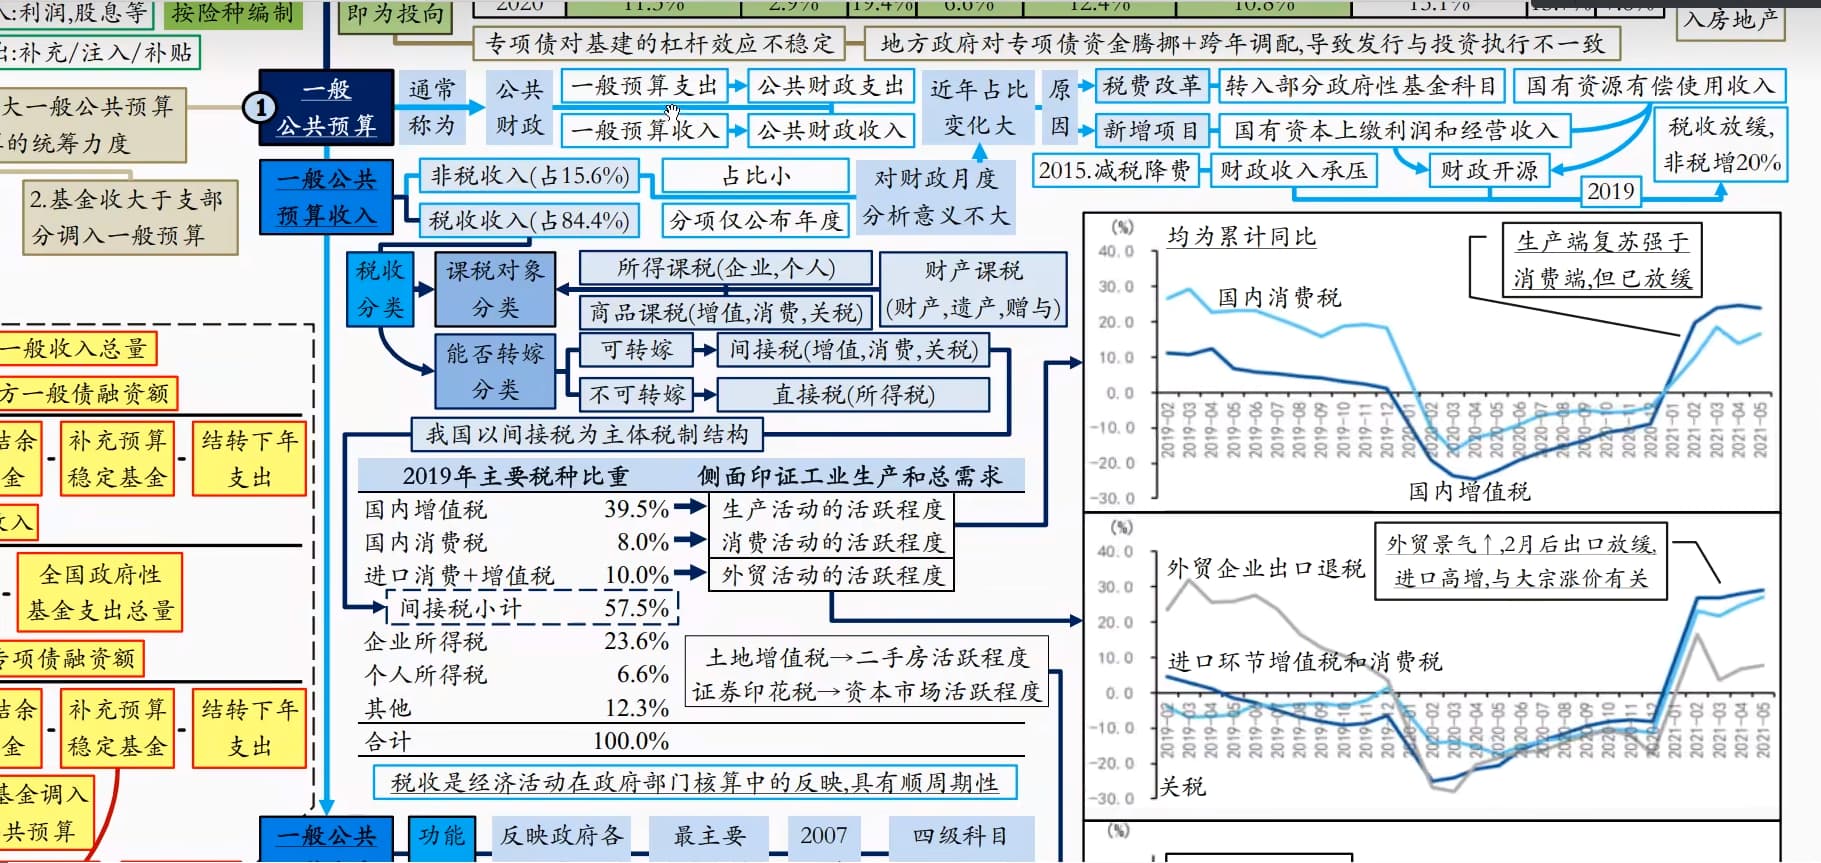 入:利润,股息等
按险种编制
即为投向
2020 11.5% 2.9% 19.4% 6.6% 12.4% 10.8% 15.1%
入房地产
出:补充/注入/补贴
专项债对基建的杠杆效应不稳定
地方政府对专项债资金腾挪+跨年调配,导致发行与投资执行不一致
大一般公共预算
的统筹力度
1
一般
公共预算
通常
称为
公共
财政
一般预算支出
公共财政支出
一般预算收入
公共财政收入
近年占比
变化大
原
因
税费改革
转入部分政府性基金科目
国有资源有偿使用收入
新增项目
国有资本上缴利润和经营收入
税收放缓,
非税增20%
2015.减税降费
财政收入承压
财政开源
2019
2.基金收大于支部
分调入一般预算
一般公共
预算收入
非税收入(占15.6%)
占比小
税收收入(占84.4%)
分项仅公布年度
对财政月度
分析意义不大
税收
分类
课税对象
分类
所得课税(企业,个人)
商品课税(增值,消费,关税)
财产课税
(财产,遗产,赠与)
能否转嫁
分类
可转嫁
间接税(增值,消费,关税)
不可转嫁
直接税(所得税)
我国以间接税为主体税制结构
2019年主要税种比重
侧面印证工业生产和总需求
国内增值税 39.5%
生产活动的活跃程度
国内消费税 8.0%
消费活动的活跃程度
进口消费+增值税 10.0%
外贸活动的活跃程度
间接税小计 57.5%
企业所得税 23.6%
个人所得税 6.6%
其他 12.3%
合计 100.0%
土地增值税→二手房活跃程度
证券印花税→资本市场活跃程度
税收是经济活动在政府部门核算中的反映,具有顺周期性
一般公共
功能
反映政府各
最主要
2007
四级科目
一般收入总量
方一般债融资额
结余
金
-
补充预算
稳定基金
-
结转下年
支出
收入
-
全国政府性
基金支出总量
专项债融资额
结余
金
-
补充预算
稳定基金
-
结转下年
支出
基金调入
共预算
(%)
均为累计同比
生产端复苏强于
消费端,但已放缓
国内消费税
国内增值税
40.0
30.0
20.0
10.0
0.0
-10.0
-20.0
-30.0
2019-02
2019-03
2019-04
2019-05
2019-06
2019-07
2019-08
2019-09
2019-10
2019-11
2019-12
2020-01
2020-02
2020-03
2020-04
2020-05
2020-06
2020-07
2020-08
2020-09
2020-10
2020-11
2020-12
2021-01
2021-02
2021-03
2021-04
2021-05
(%)
外贸企业出口退税
外贸景气↑,2月后出口放缓,
进口高增,与大宗涨价有关
进口环节增值税和消费税
关税
40.0
30.0
20.0
10.0
0.0
-10.0
-20.0
-30.0
2019-02
2019-03
2019-04
2019-05
2019-06
2019-07
2019-08
2019-09
2019-10
2019-11
2019-12
2020-01
2020-02
2020-03
2020-04
2020-05
2020-06
2020-07
2020-08
2020-09
2020-10
2020-11
2020-12
2021-01
2021-02
2021-03
2021-04
2021-05
(%)